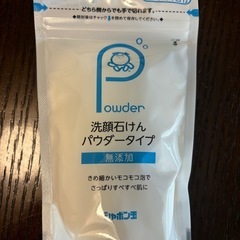 どちら側からでも手で切れます。
Powder
洗顔石けん
パウダータイプ
無添加
きめ細かいモコモコ泡で
さっぱりすべすべ肌に
シャボン玉